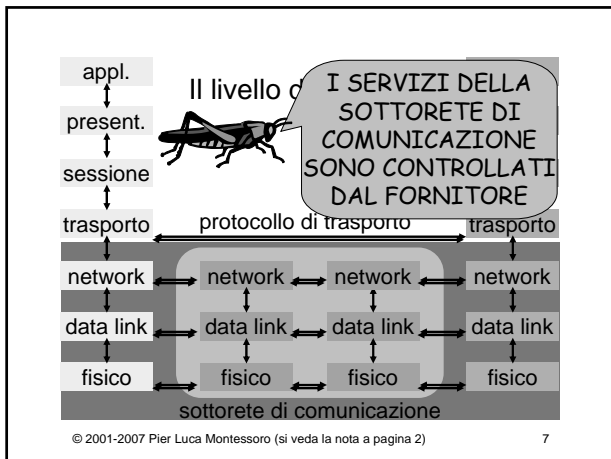 appl.
Il livello d
I SERVIZI DELLA
SOTTORETE DI
COMUNICAZIONE
SONO CONTROLLATI
DAL FORNITORE
present.
sessione
trasporto protocollo di trasporto trasporto
network network network network
data link data link data link data link
fisico fisico fisico fisico
sottorete di comunicazione
© 2001-2007 Pier Luca Montessoro (si veda la nota a pagina 2) 7